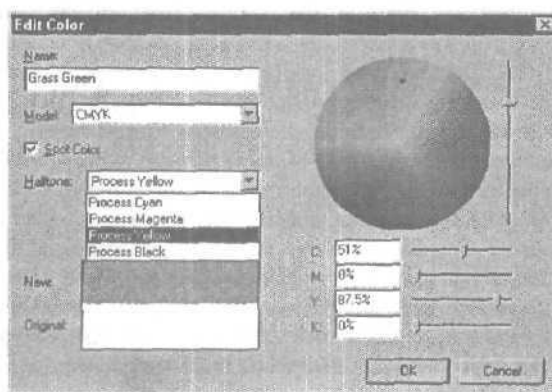 Edit Color
Name:
Grass Green
Model: CMYK
Spot Color
Halftone: Process Yellow
Process Cyan
Process Magenta
Process Yellow
Process Black
New:
Original:
C: 51%
M: 0%
Y: 87.5%
K: 0%
OK Cancel